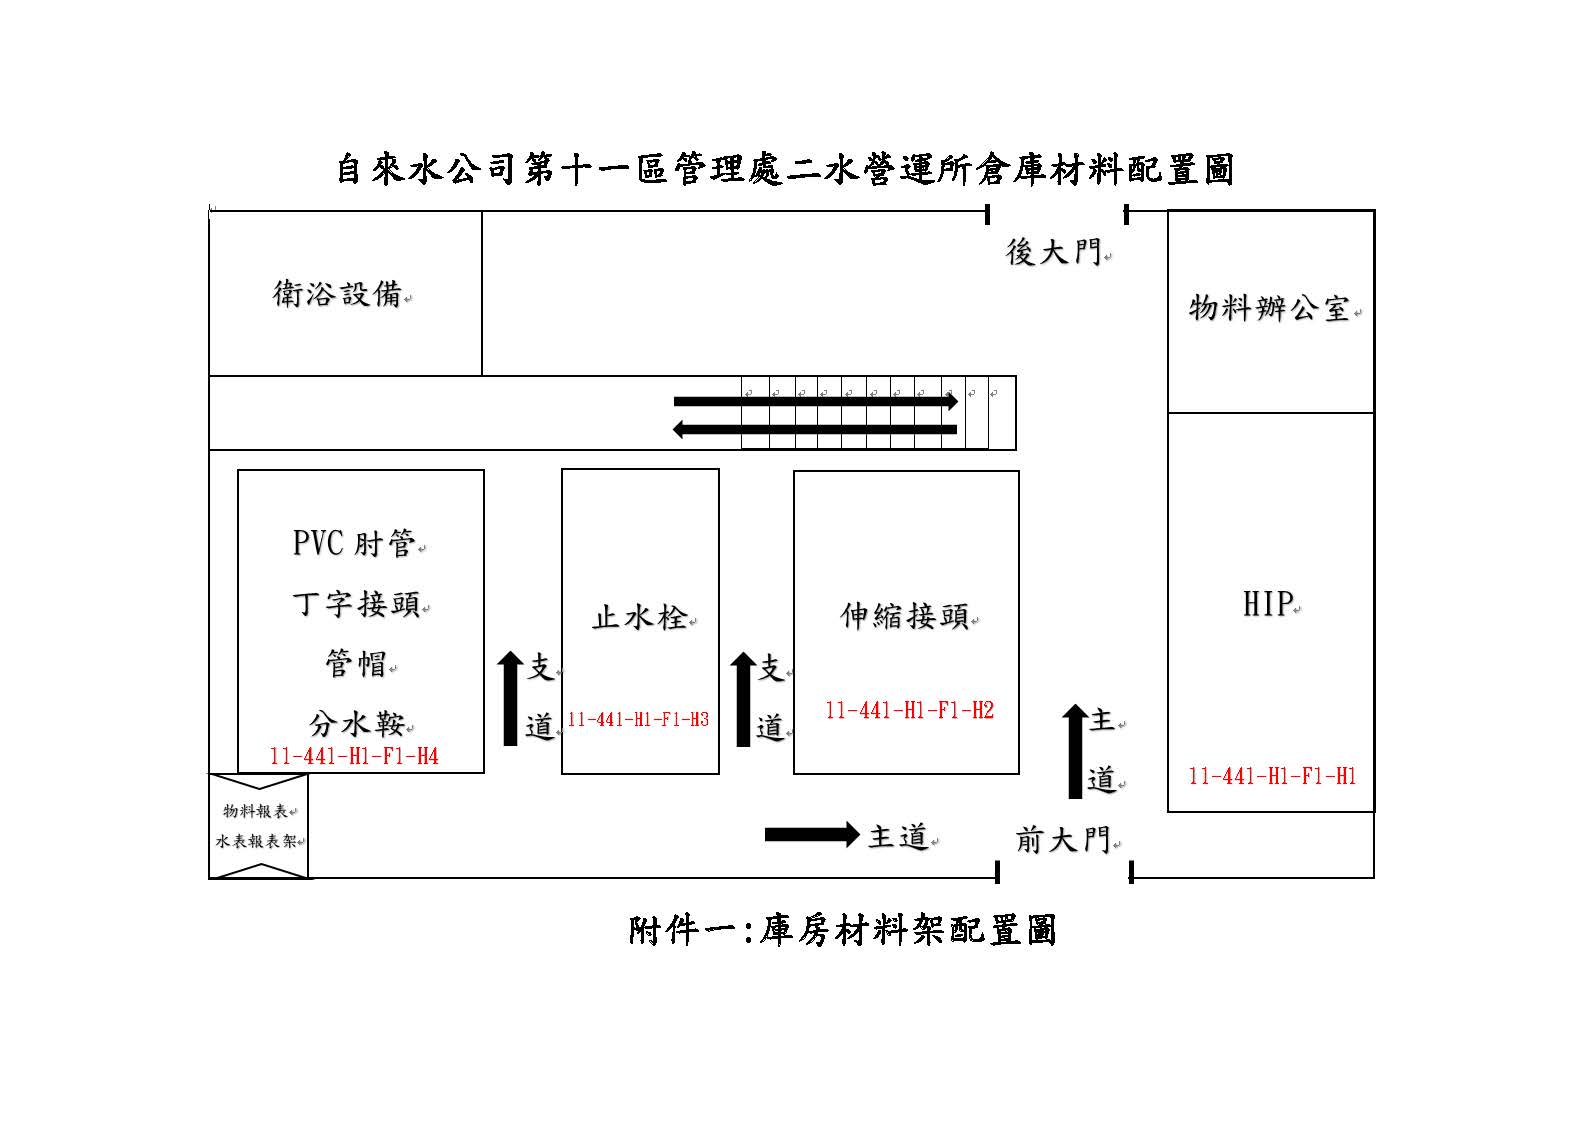 自來水公司第十一區管理處二水營運所倉庫材料配置圖
後大門
衛浴設備
物料辦公室
PVC 肘管
丁字接頭
管帽
分水鞍
11-441-H1-F1-H4
支
道
止水栓
11-441-H1-F1-H3
支
道
伸縮接頭
11-441-H1-F1-H2
主
道
HIP
11-441-H1-F1-H1
物料報表
水表報表架
主道
前大門
附件一:庫房材料架配置圖